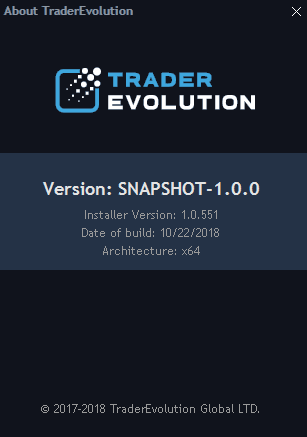 About TraderEvolution
TRADER
EVOLUTION
Version: SNAPSHOT-1.0.0
Installer Version: 1.0.551
Date of build: 10/22/2018
Architecture: x64
© 2017-2018 TraderEvolution Global LTD.